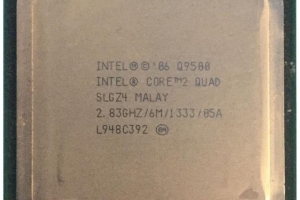 INTEL® ©'06 Q9500
INTEL® CORE™2 QUAD
SLGZ4 MALAY
2.83GHZ/6M/1333/05A
L948C392